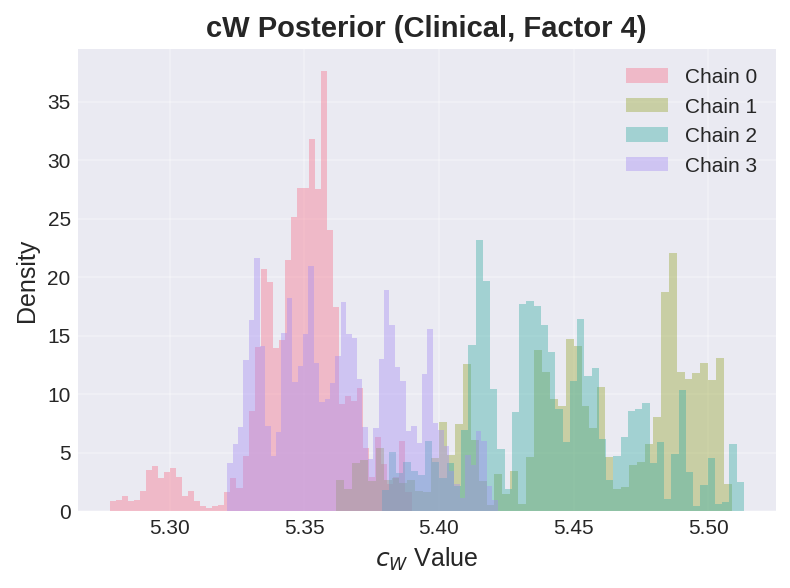 cW Posterior (Clinical, Factor 4)
Chain 0
Chain 1
Chain 2
Chain 3
35
30
25
20
15
10
5
0
Density
5.30 5.35 5.40 5.45 5.50
c_W Value